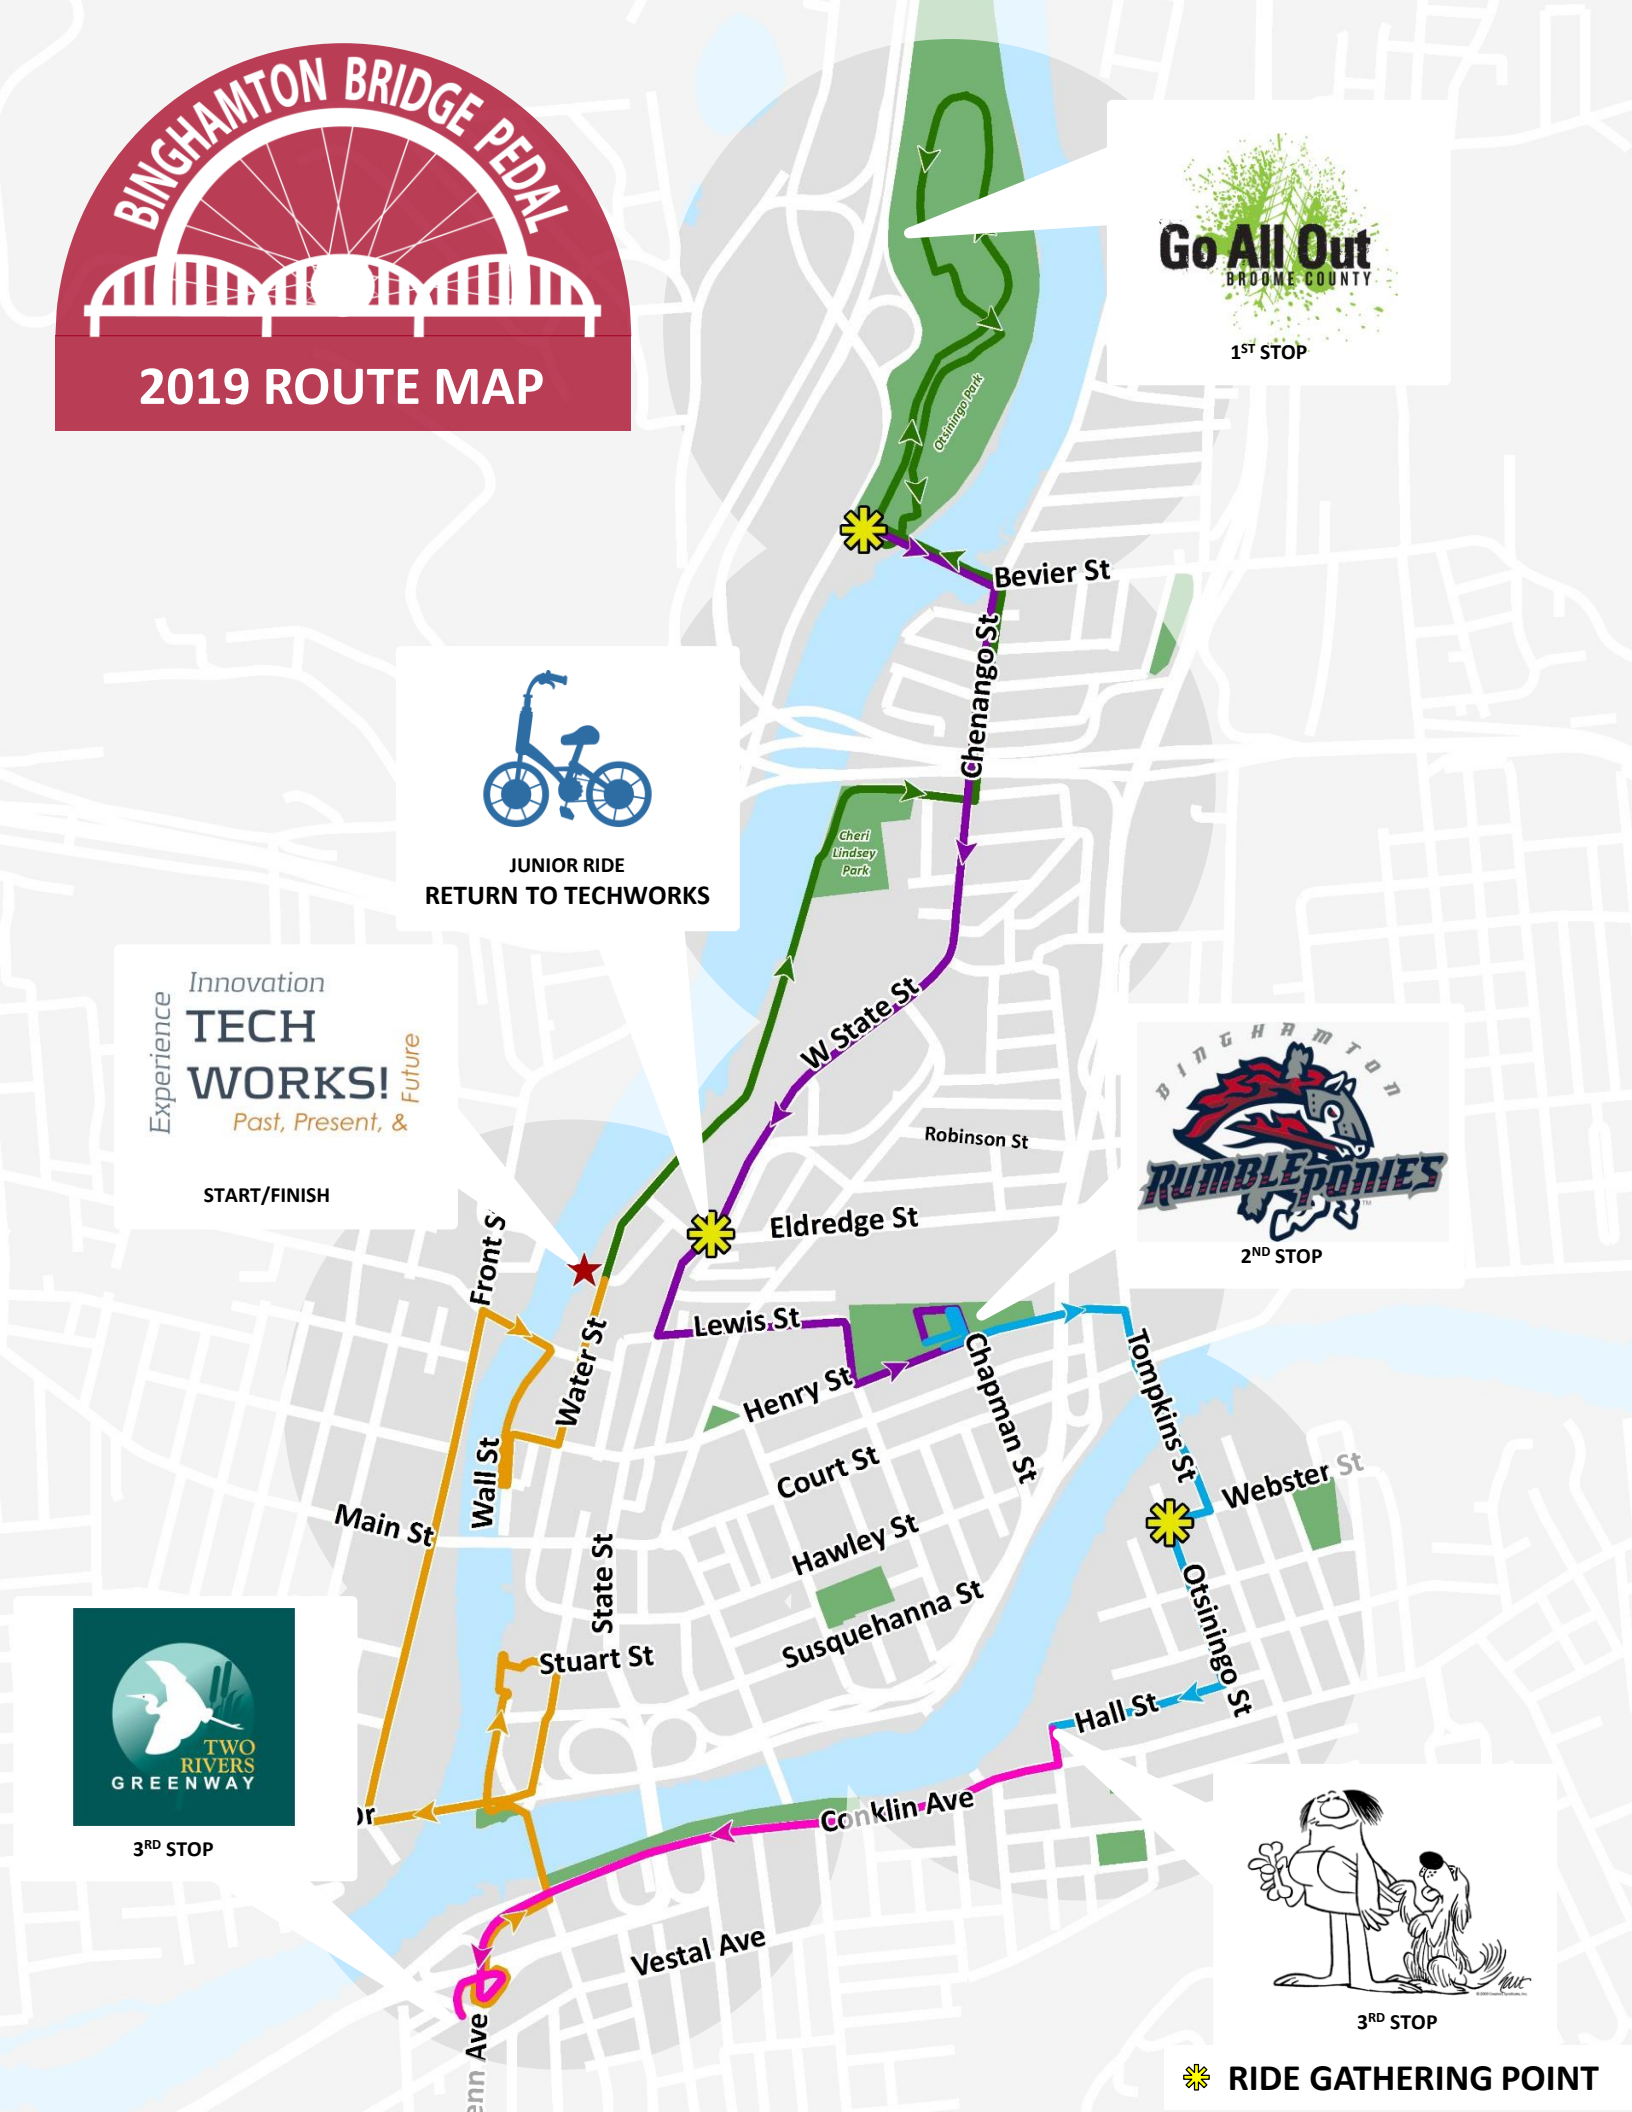 BINGHAMTON BRIDGE PEDAL
2019 ROUTE MAP
Go All Out
BROOME COUNTY
1ST STOP
Otsiningo Park
Bevier St
Chenango St
JUNIOR RIDE
RETURN TO TECHWORKS
Cheri
Lindsey
Park
Innovation
Experience
TECH
WORKS!
Future
Past, Present, &
START/FINISH
W State St
BINGHAMTON
RUMBLE PONIES
TM
2ND STOP
Robinson St
Eldredge St
Front S
Lewis St
Water St
Henry St
Chapman St
Tompkins St
Wall St
Court St
Webster St
Main St
Hawley St
State St
Susquehanna St
Otsiningo St
Stuart St
Hall St
TWO
RIVERS
GREENWAY
3RD STOP
Dr
Conklin Ave
Vestal Ave
enn Ave
3RD STOP
RIDE GATHERING POINT